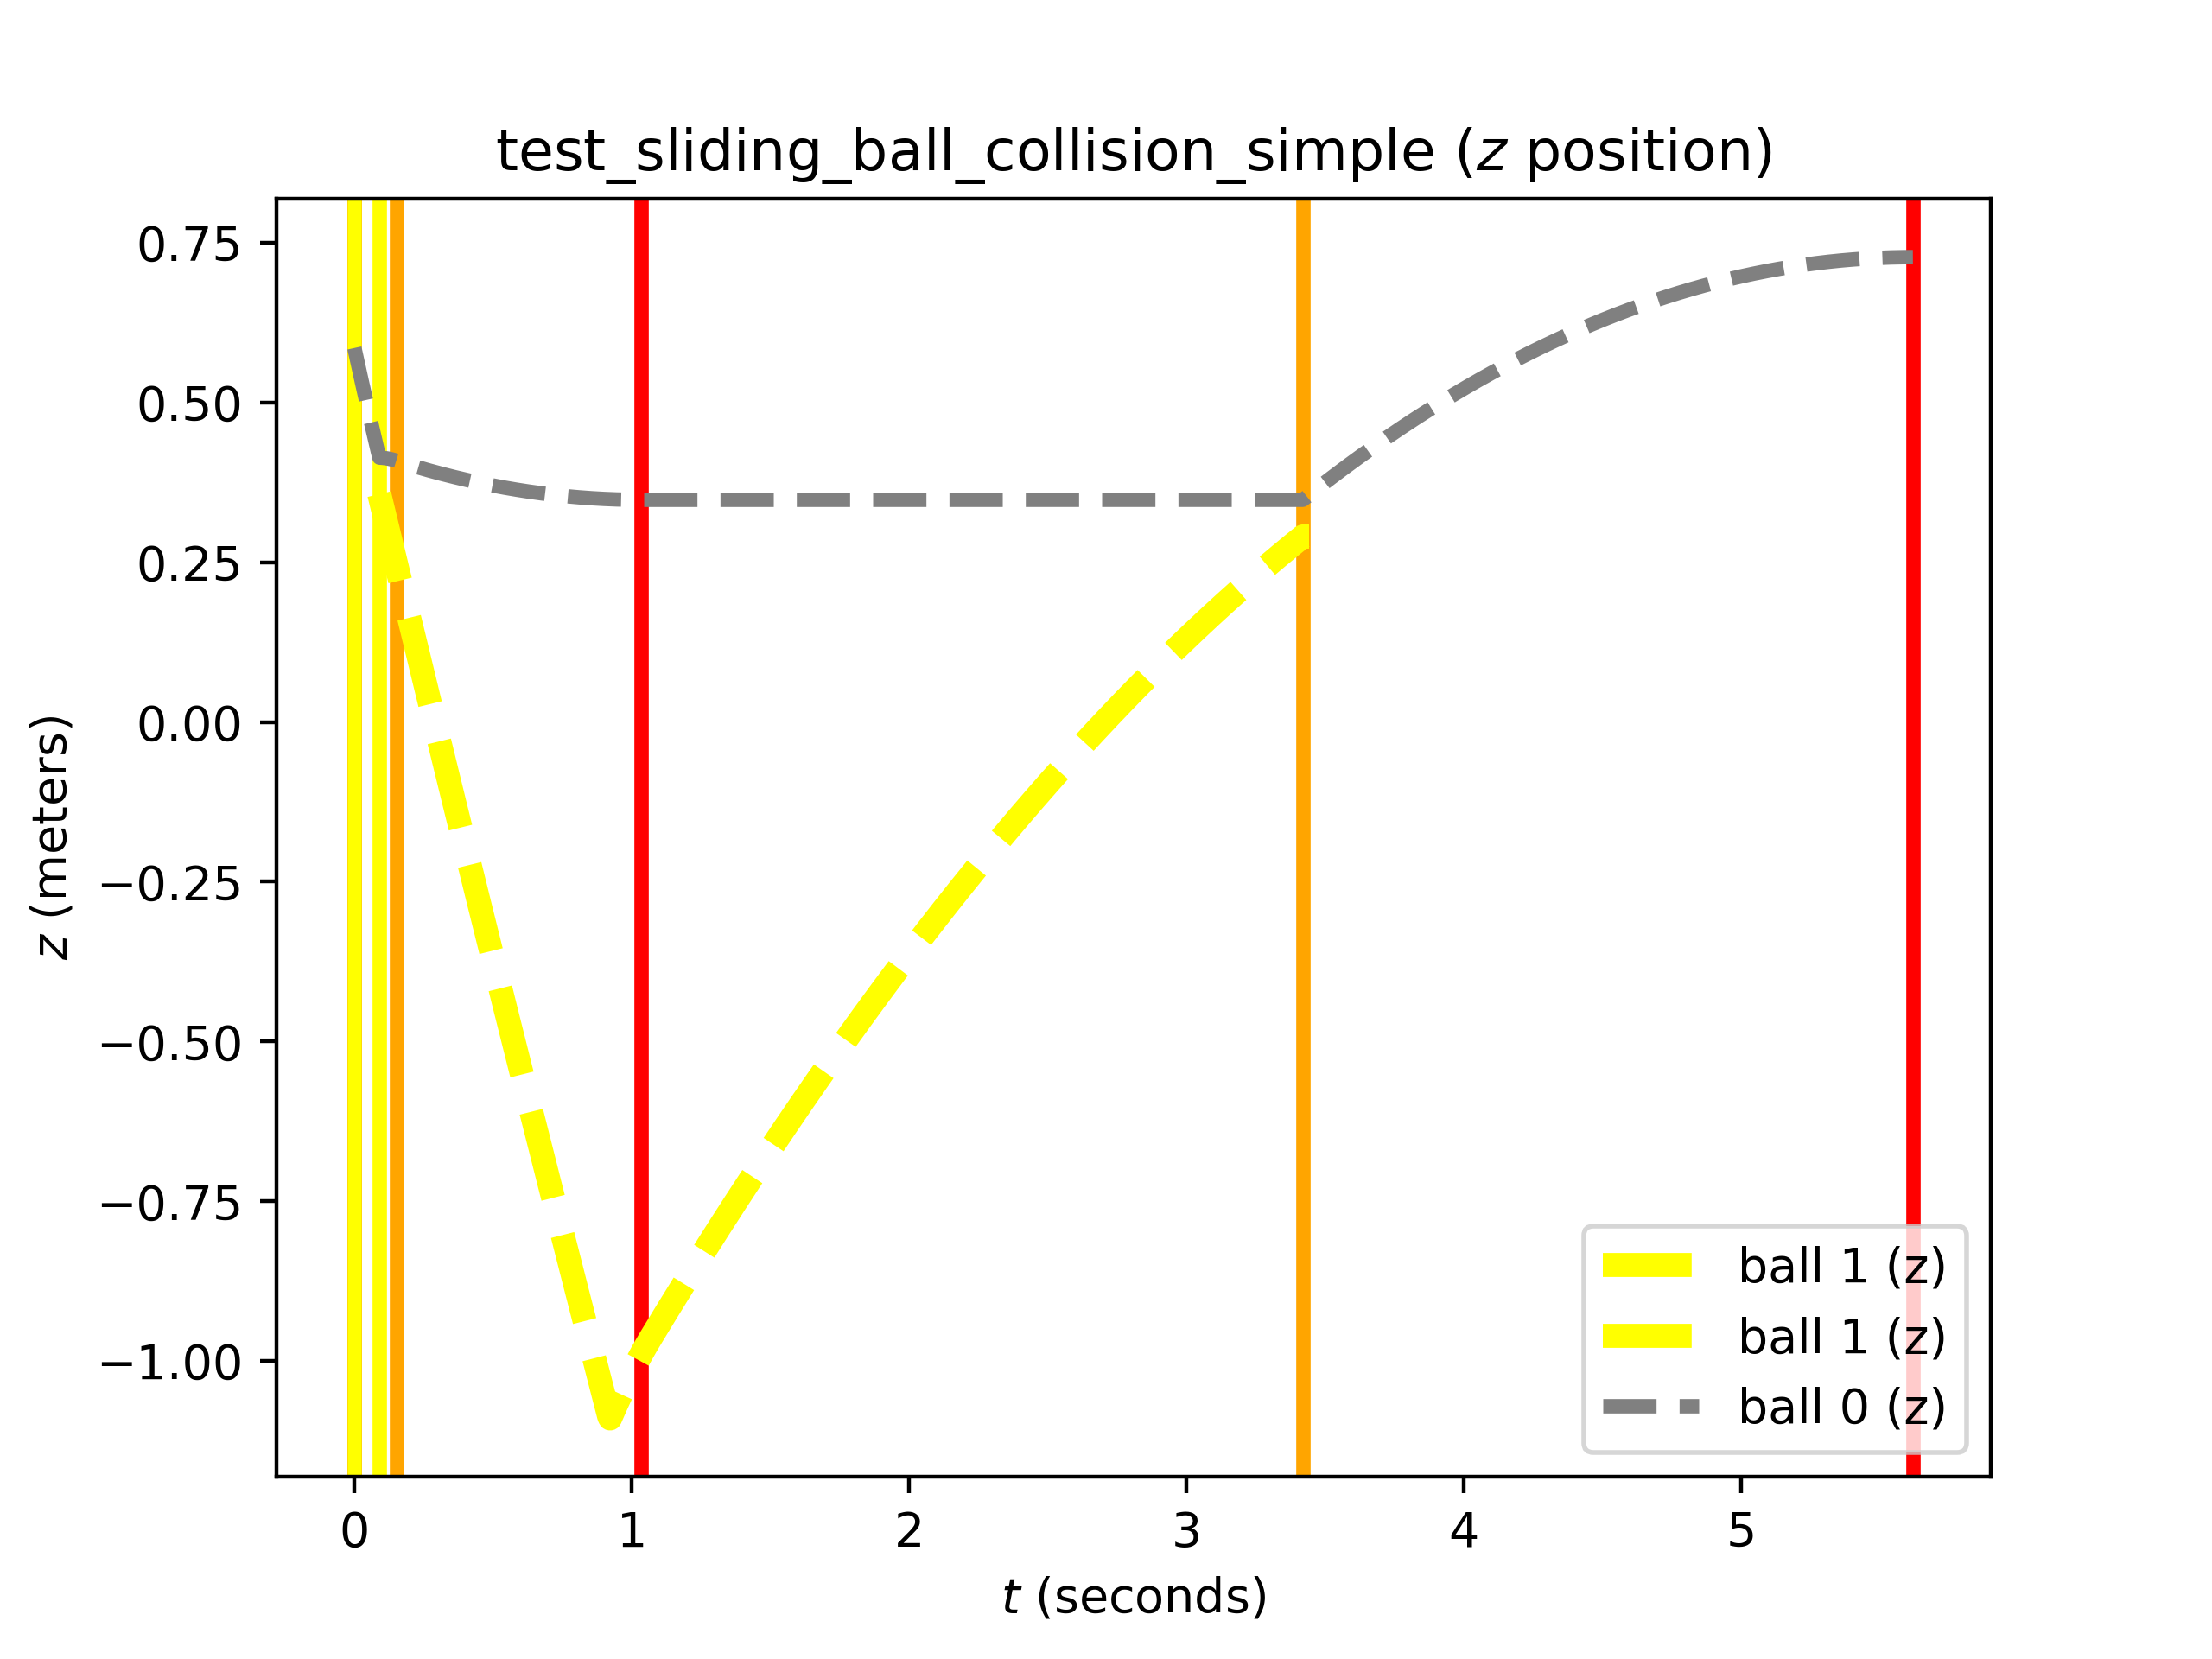 test_sliding_ball_collision_simple (z position)
z (meters)
0.75
0.50
0.25
0.00
−0.25
−0.50
−0.75
−1.00
ball 1 (z)
ball 1 (z)
ball 0 (z)
0 1 2 3 4 5
t (seconds)